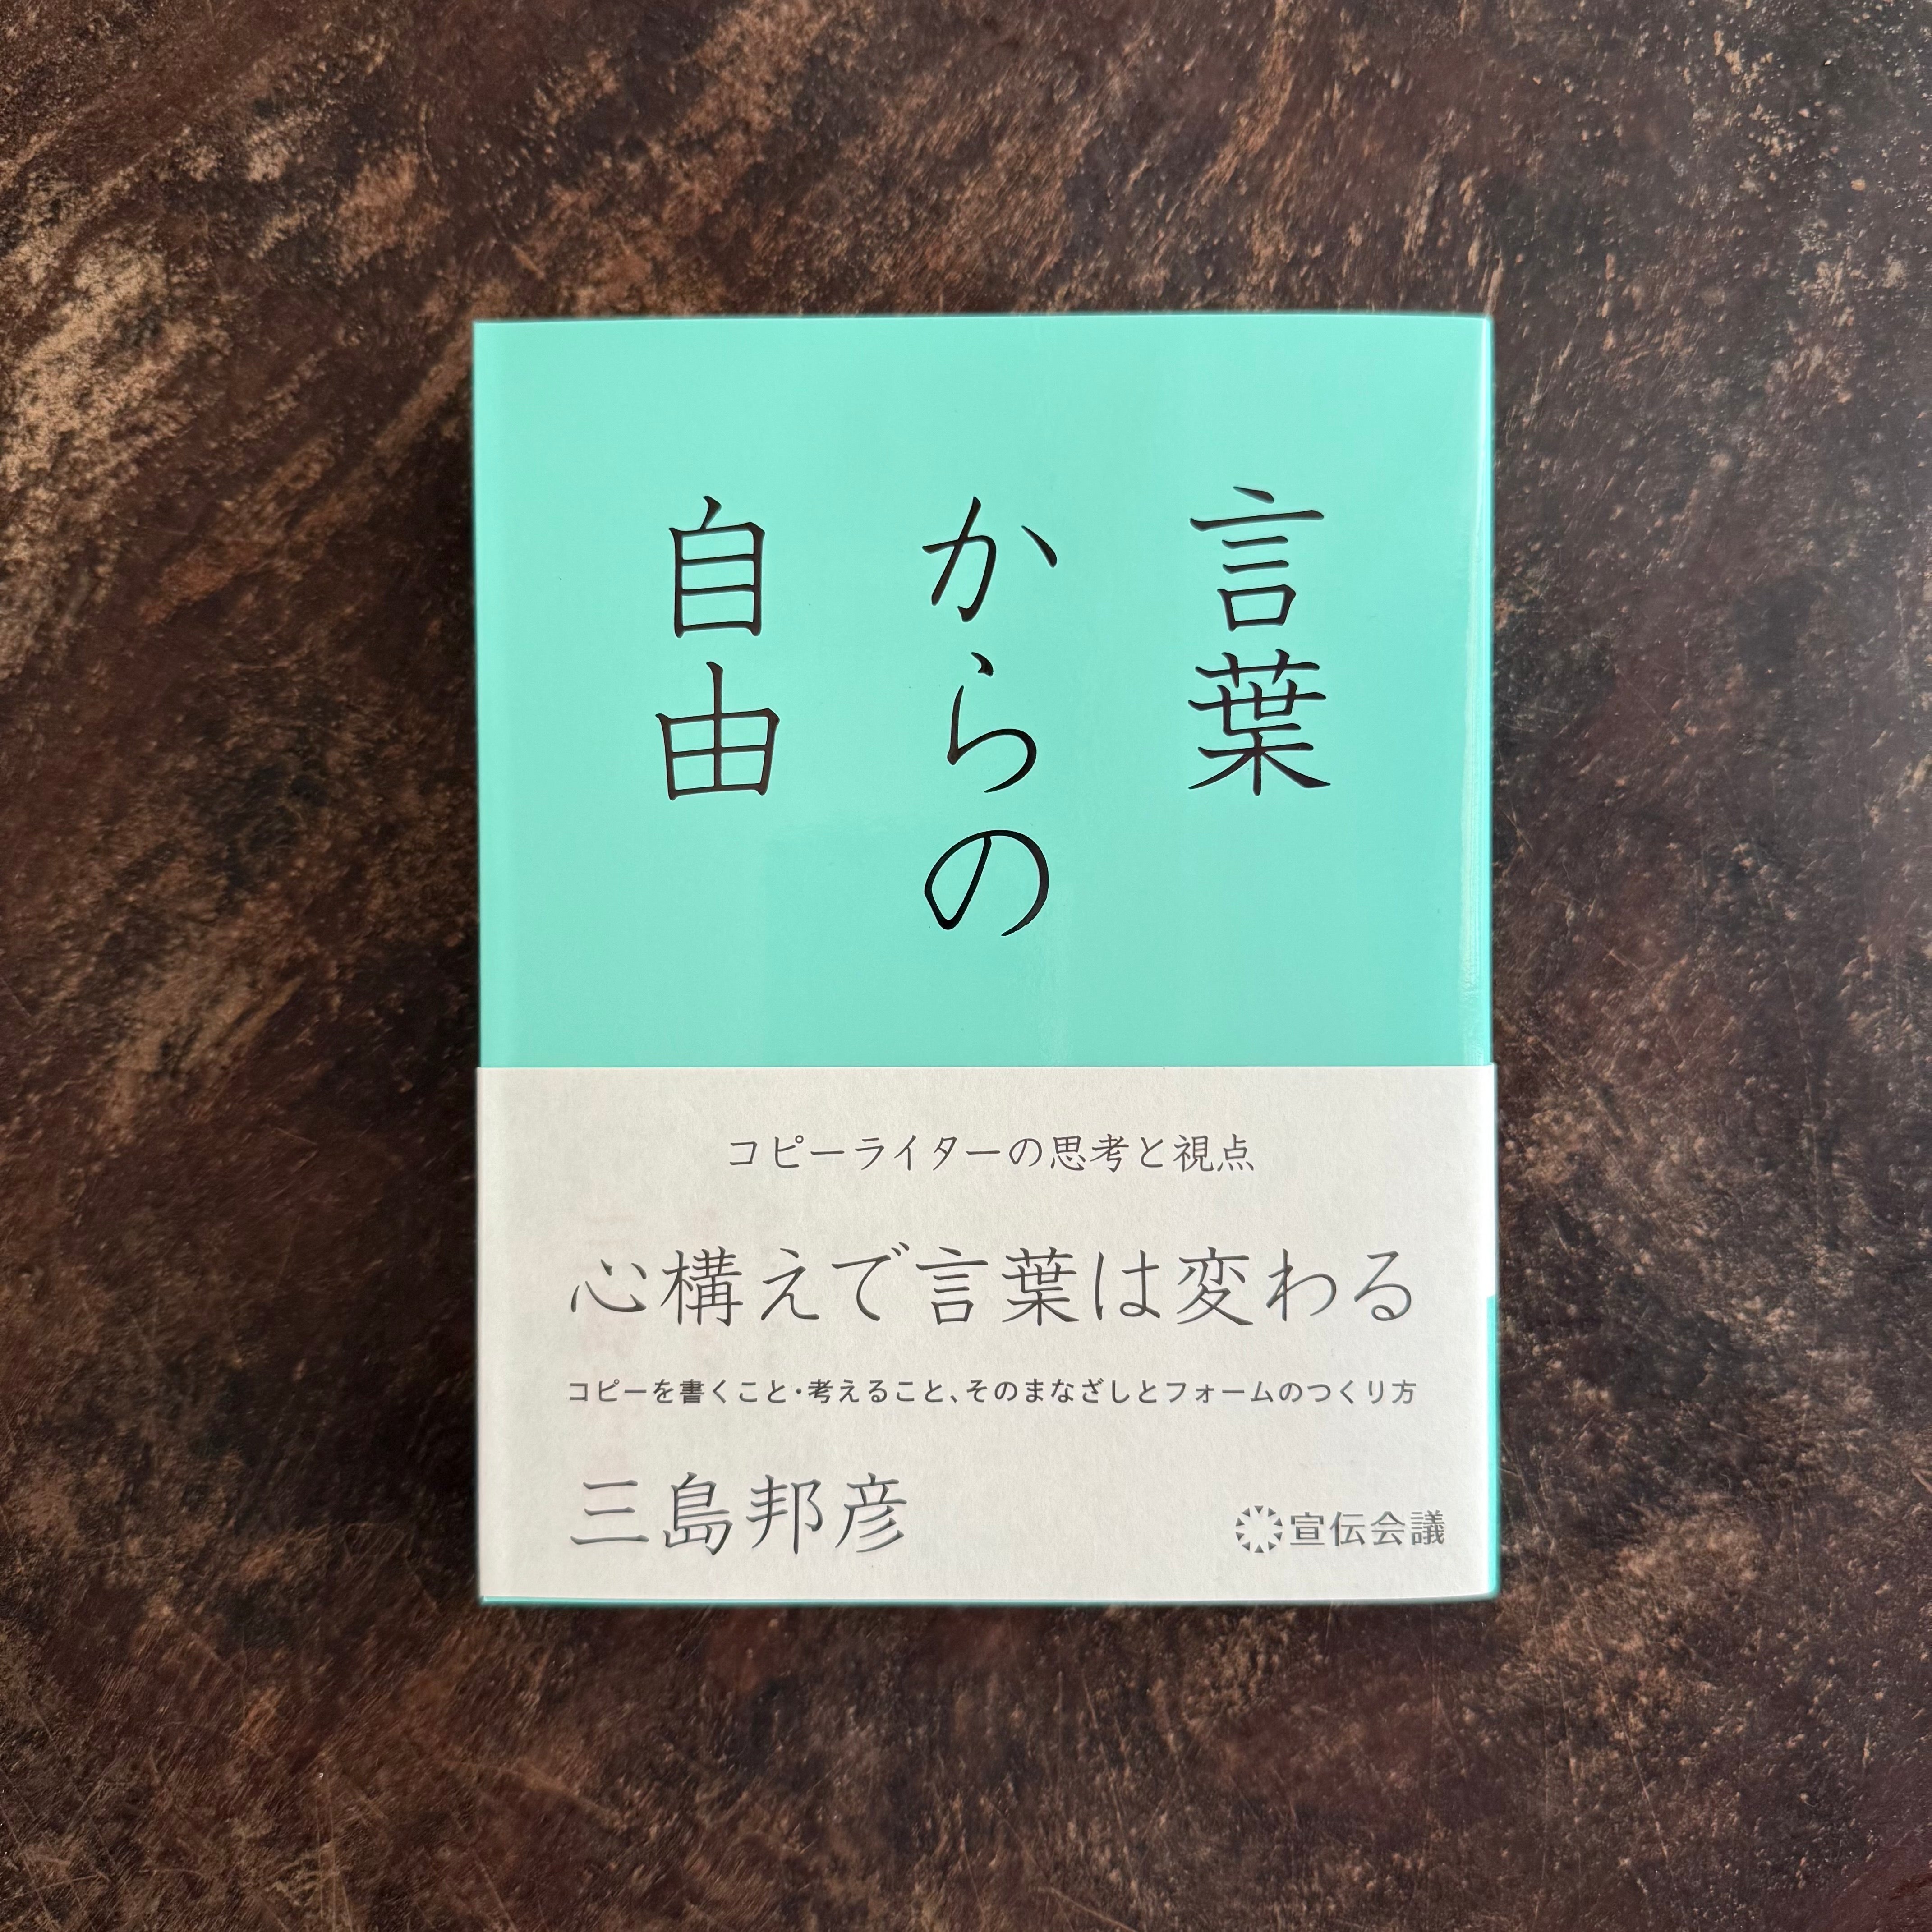 言葉
からの
自由
コピーライターの思考と視点
心構えで言葉は変わる
コピーを書くこと・考えること、そのまなざしとフォームのつくり方
三島邦彦
宣伝会議